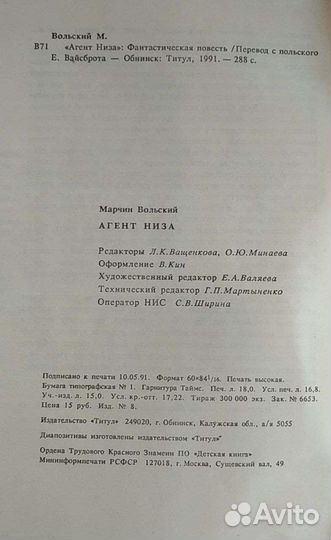 Вольский М.
В71 «Агент Низа»: Фантастическая повесть /Перевод с польского
Е. Вайсброта — Обнинск: Титул, 1991. — 288 с.
Марчин Вольский
АГЕНТ НИЗА
Редакторы Л.К.Ващенкова, О.Ю.Минаева
Оформление В.Кин
Художественный редактор Е.А.Валяева
Технический редактор Г.П.Мартыненко
Оператор НИС С.В.Ширина
Подписано к печати 10.05.91. Формат 60×84 1/16. Печать высокая.
Бумага типографская № 1. Гарнитура Таймс. Печ. л. 18,0. Усл. печ. л. 16,8.
Уч.-изд. л. 15,0. Усл. кр.-отт. 17,22. Тираж 300 000 экз. Зак. № 6653.
Цена 15 руб. Изд. № 8.
Издательство «Титул» 249020, г. Обнинск, Калужская обл., а/я 5055
Диапозитивы изготовлены издательством «Титул»
Ордена Трудового Красного Знамени ПО «Детская книга»
Мининформпечати РСФСР 127018, г. Москва, Сущевский вал, 49
Avito